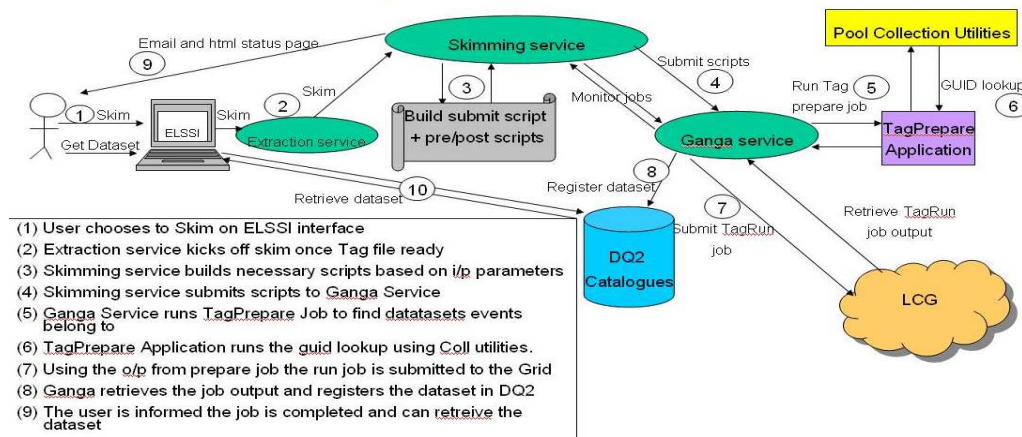 Email and html status page
9
Skimming service
Pool Collection Utilities
Submit scripts
4
Skim
2
3
Monitor jobs
Run Tag
prepare job
5
GUID lookup
6
1
Skim
ELSSI
Skim
Extraction service
Build submit script
+ pre/post scripts
Ganga service
TagPrepare
Application
Get Dataset
10
Retrieve dataset
8
Register dataset
7
Submit TagRun
job
Retrieve TagRun
job output
DQ2
Catalogues
LCG
(1) User chooses to Skim on ELSSI interface
(2) Extraction service kicks off skim once Tag file ready
(3) Skimming service builds necessary scripts based on i/p parameters
(4) Skimming service submits scripts to Ganga Service
(5) Ganga Service runs TagPrepare Job to find datatasets events
belong to
(6) TagPrepare Application runs the guid lookup using Coll utilities.
(7) Using the o/p from prepare job the run job is submitted to the Grid
(8) Ganga retrieves the job output and registers the dataset in DQ2
(9) The user is informed the job is completed and can retreive the
dataset